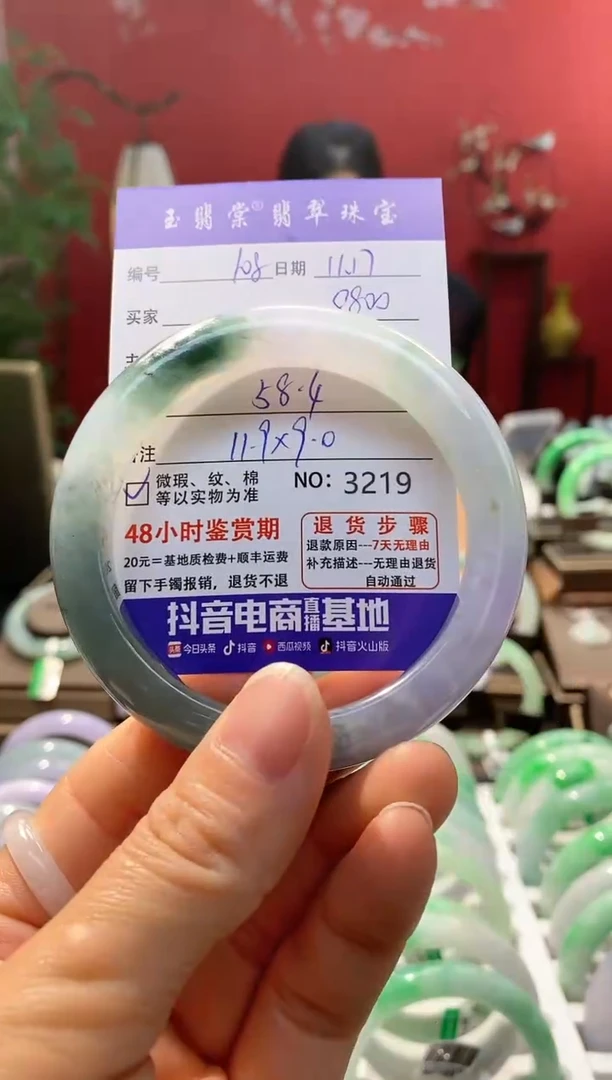 玉翡棠®翡翠珠宝
编号 108 日期 11.17
买家 0800
58.4
注 11.9×9.0
微瑕、纹、棉 等以实物为准 NO: 3219
48小时鉴赏期
20元=基地质检费+顺丰运费
留下手镯报销，退货不退
退货步骤
退款原因---7天无理由
补充描述---无理由退货
自动通过
抖音电商直播基地
头条 今日头条 抖音 西瓜视频 抖音火山版